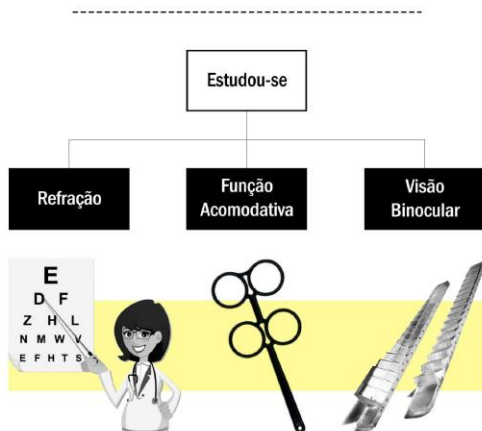 Estudou-se
Refração
Função
Acomodativa
Visão
Binocular
E
D F
Z H L
N M W V
E F H T S